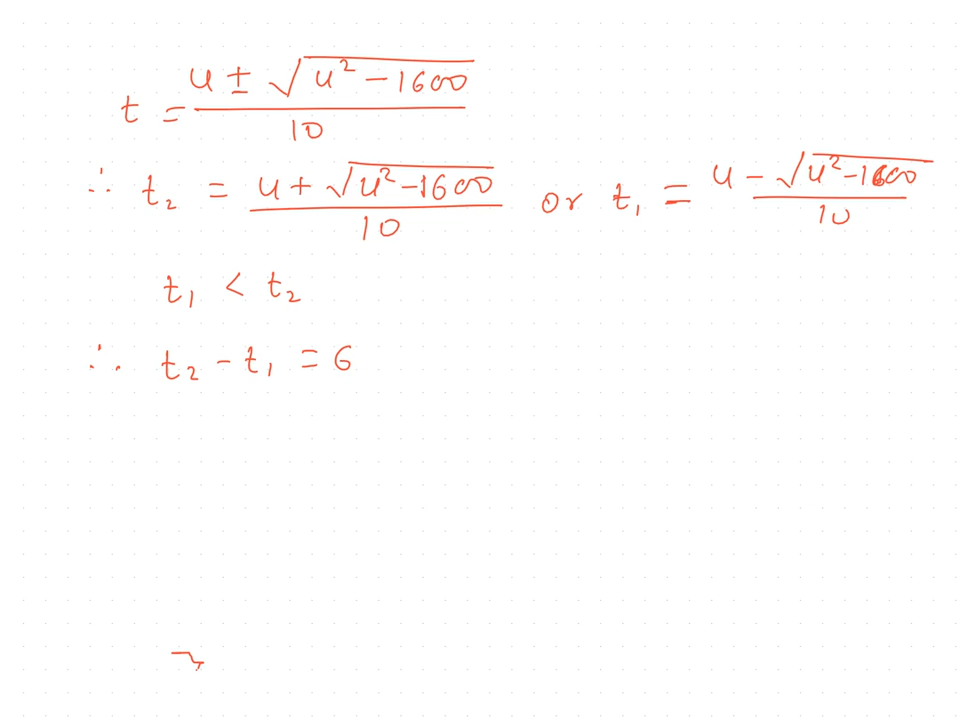 t = u ± √(u² - 1600) / 10
∴ t₂ = u + √(u² - 1600) / 10 or t₁ = u - √(u² - 1600) / 10
t₁ < t₂
∴ t₂ - t₁ = 6